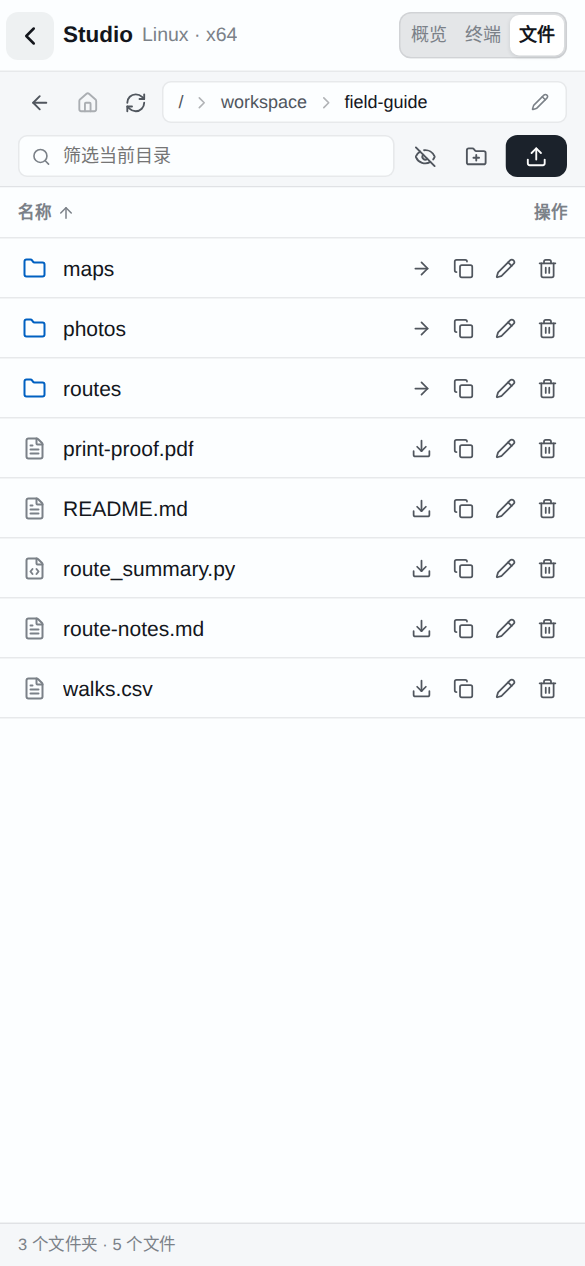 Studio Linux · x64 概览 终端 文件
/ workspace field-guide
筛选当前目录
名称 操作
maps
photos
routes
print-proof.pdf
README.md
route_summary.py
route-notes.md
walks.csv
3 个文件夹 · 5 个文件